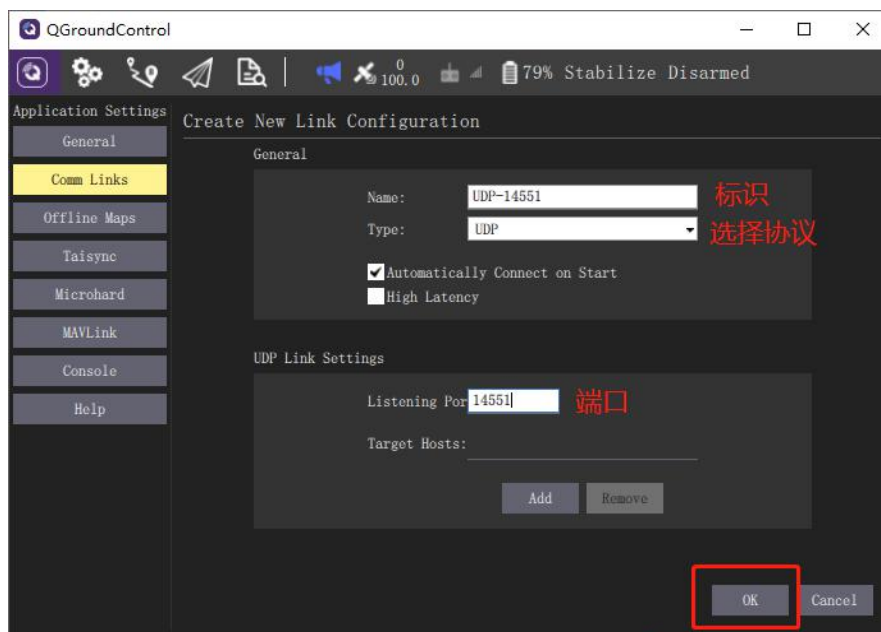 QGroundControl
0
100.0
79% Stabilize Disarmed
Application Settings
General
Comm Links
Offline Maps
Taisync
Microhard
MAVLink
Console
Help
Create New Link Configuration
General
Name: UDP-14551 标识
Type: UDP 选择协议
Automatically Connect on Start
High Latency
UDP Link Settings
Listening Por 14551 端口
Target Hosts:
Add Remove
OK Cancel